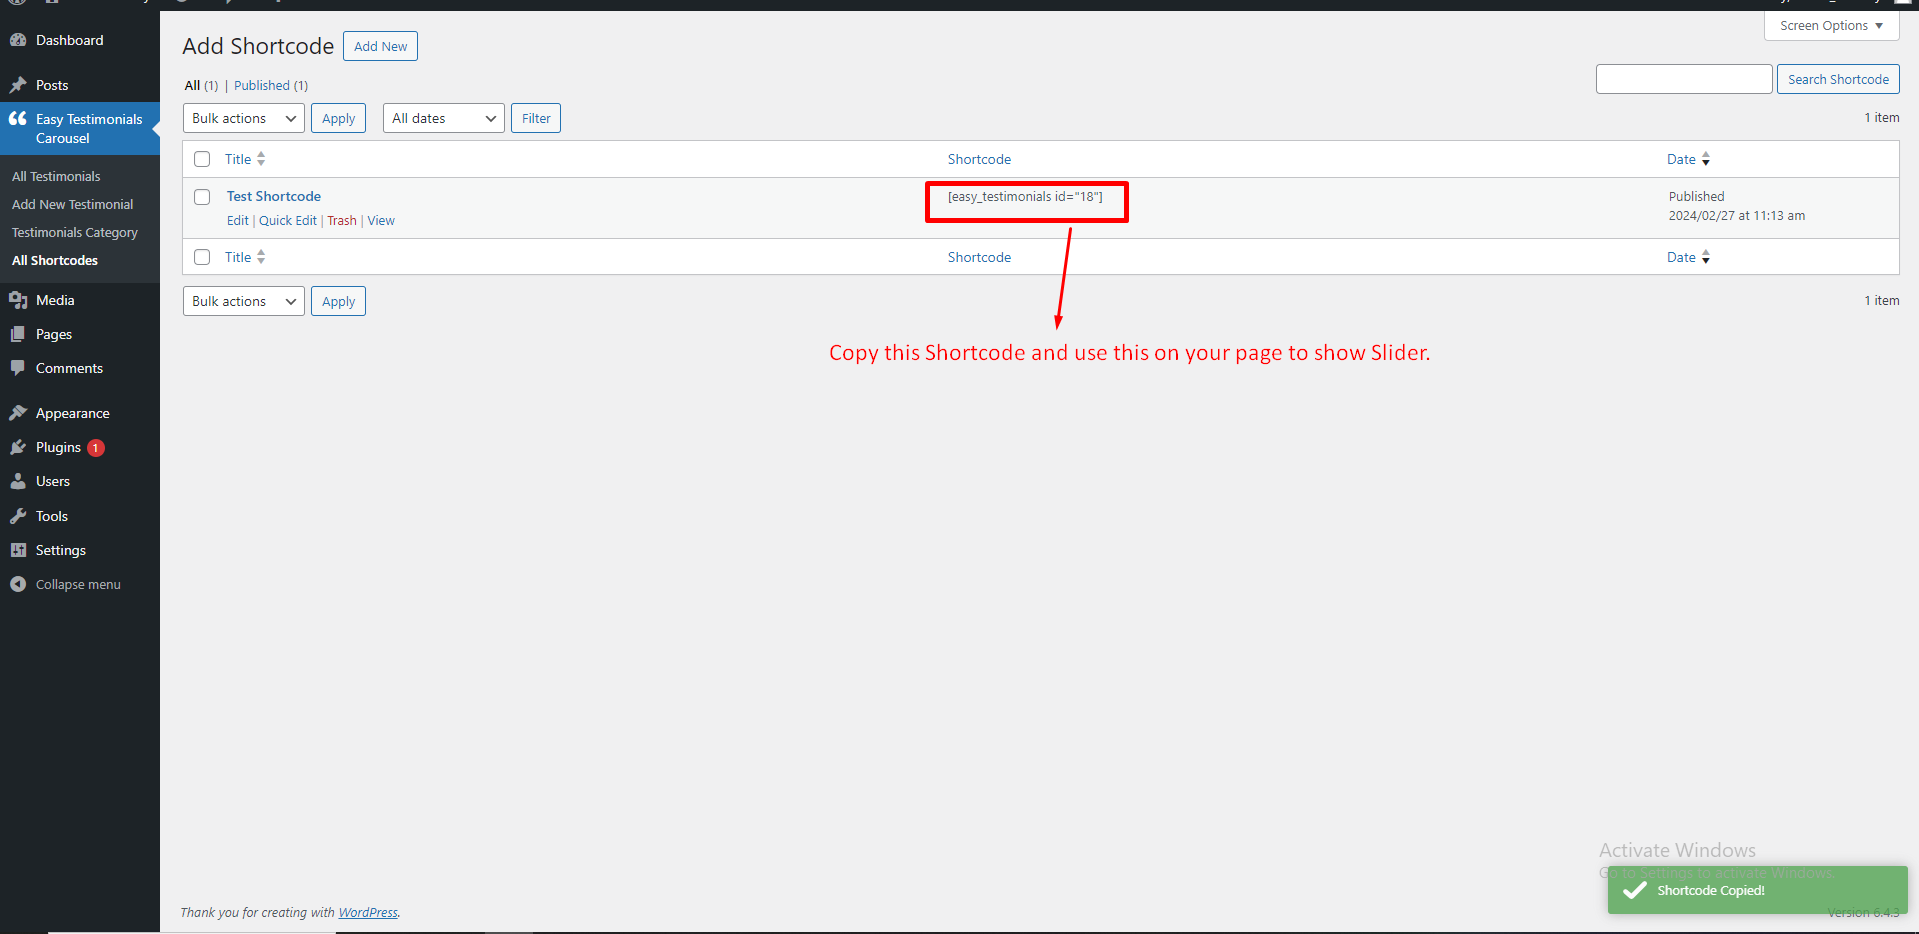 Screen Options
Dashboard
Add Shortcode
Add New
Posts
All (1) | Published (1)
Search Shortcode
Easy Testimonials
Carousel
Bulk actions
Apply
All dates
Filter
1 item
Title
Shortcode
Date
All Testimonials
Add New Testimonial
Testimonials Category
All Shortcodes
Test Shortcode
[easy_testimonials id="18"]
Published
Edit | Quick Edit | Trash | View
2024/02/27 at 11:13 am
Title
Shortcode
Date
Media
Bulk actions
Apply
1 item
Pages
Copy this Shortcode and use this on your page to show Slider.
Comments
Appearance
Plugins 1
Users
Tools
Settings
Collapse menu
Activate Windows
Go to Settings to activate Windows.
Shortcode Copied!
Thank you for creating with WordPress.
Version 6.4.3